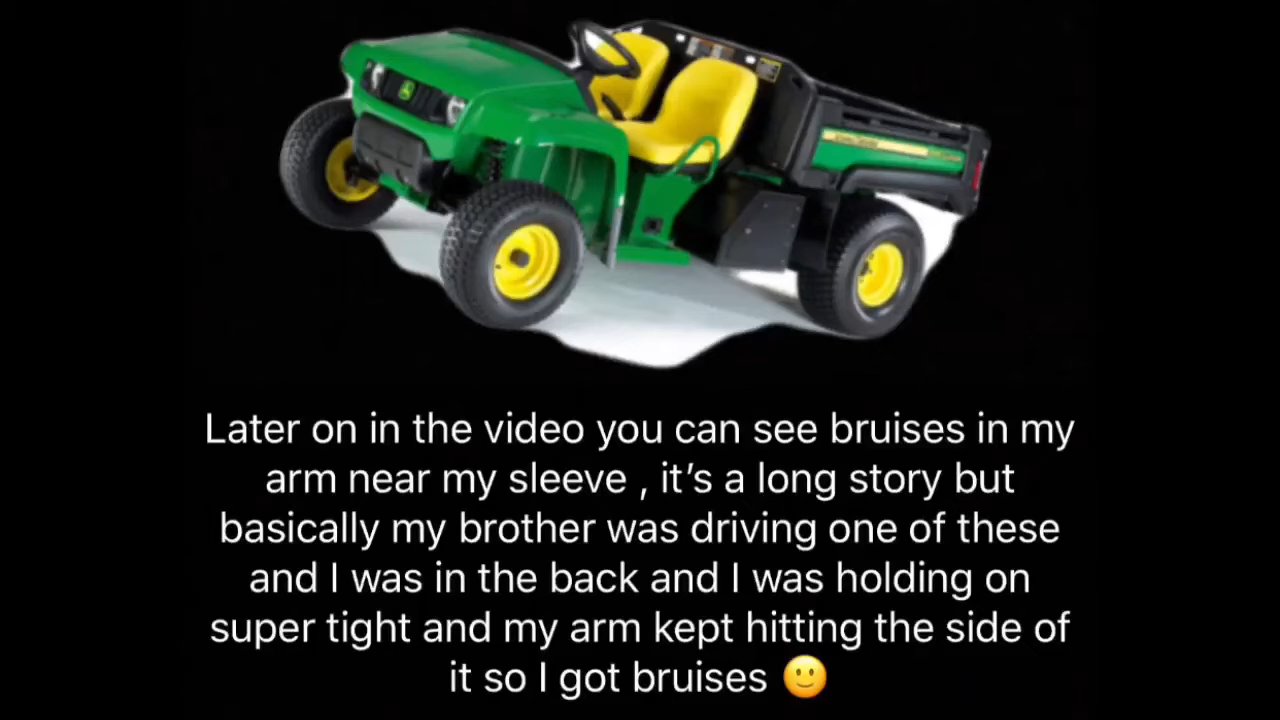 Later on in the video you can see bruises in my
arm near my sleeve , it’s a long story but
basically my brother was driving one of these
and I was in the back and I was holding on
super tight and my arm kept hitting the side of
it so I got bruises 🙂